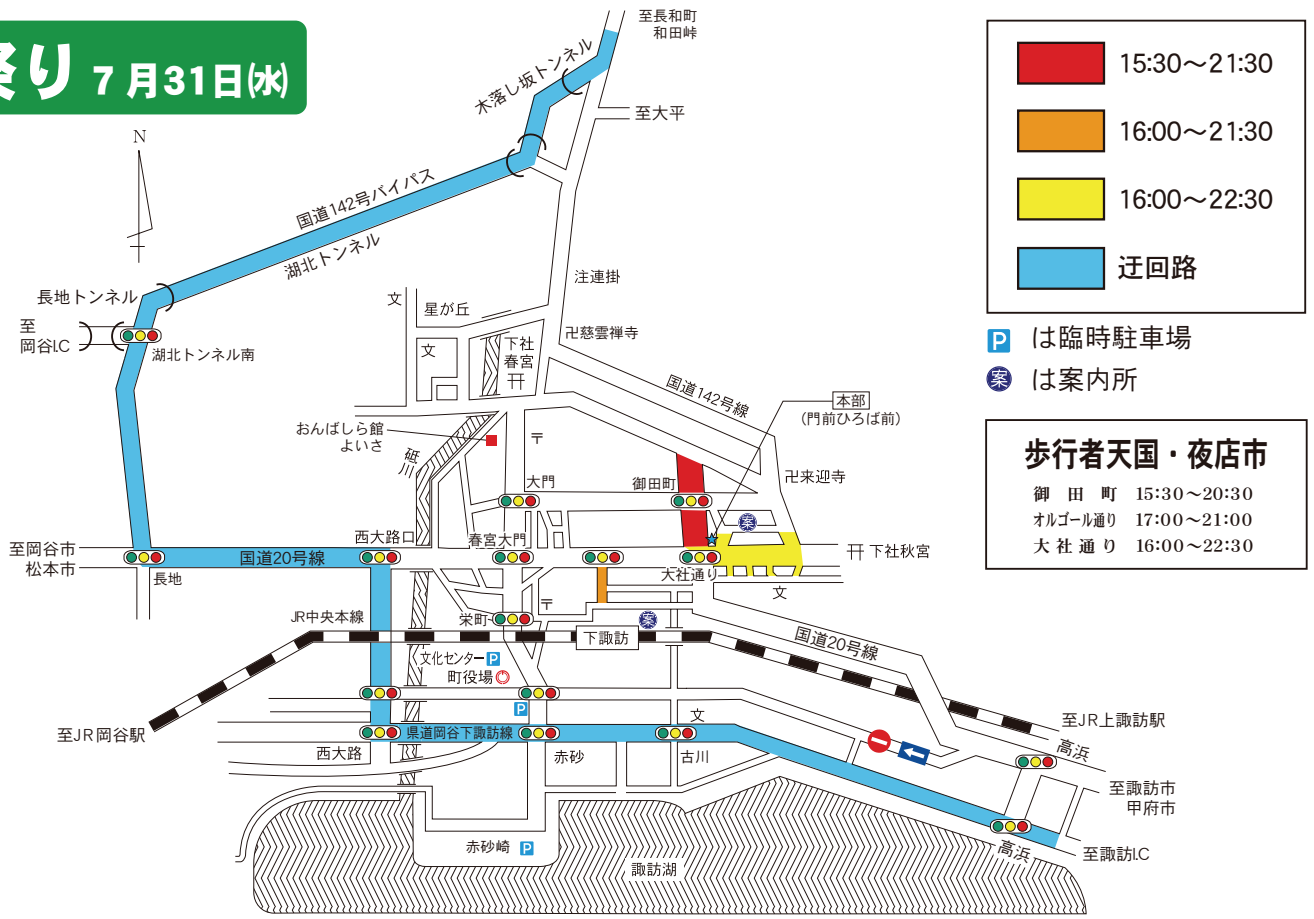 祭り 7月31日(水)
至長和町
和田峠
木落し坂トンネル
至大平
N
国道142号バイパス
湖北トンネル
長地トンネル
至
岡谷I.C
湖北トンネル南
注連掛
文
星が丘
文
下社
春宮
卍慈雲禅寺
国道142号線
本部
(門前ひろば前)
おんばしら館
よいさ
〒
砥川
大門
御田町
卍来迎寺
案
西大路口
春宮大門
至岡谷市
松本市
国道20号線
長地
大社通り
下社秋宮
文
JR中央本線
栄町
〒
案
下諏訪
国道20号線
文化センター P
町役場
P
至JR岡谷駅
県道岡谷下諏訪線
文
西大路
赤砂
古川
至JR上諏訪駅
高浜
至諏訪市
甲府市
赤砂崎 P
諏訪湖
高浜
至諏訪I.C
15:30～21:30
16:00～21:30
16:00～22:30
迂回路
P は臨時駐車場
案 は案内所
歩行者天国・夜店市
御田町 15:30～20:30
オルゴール通り 17:00～21:00
大社通り 16:00～22:30